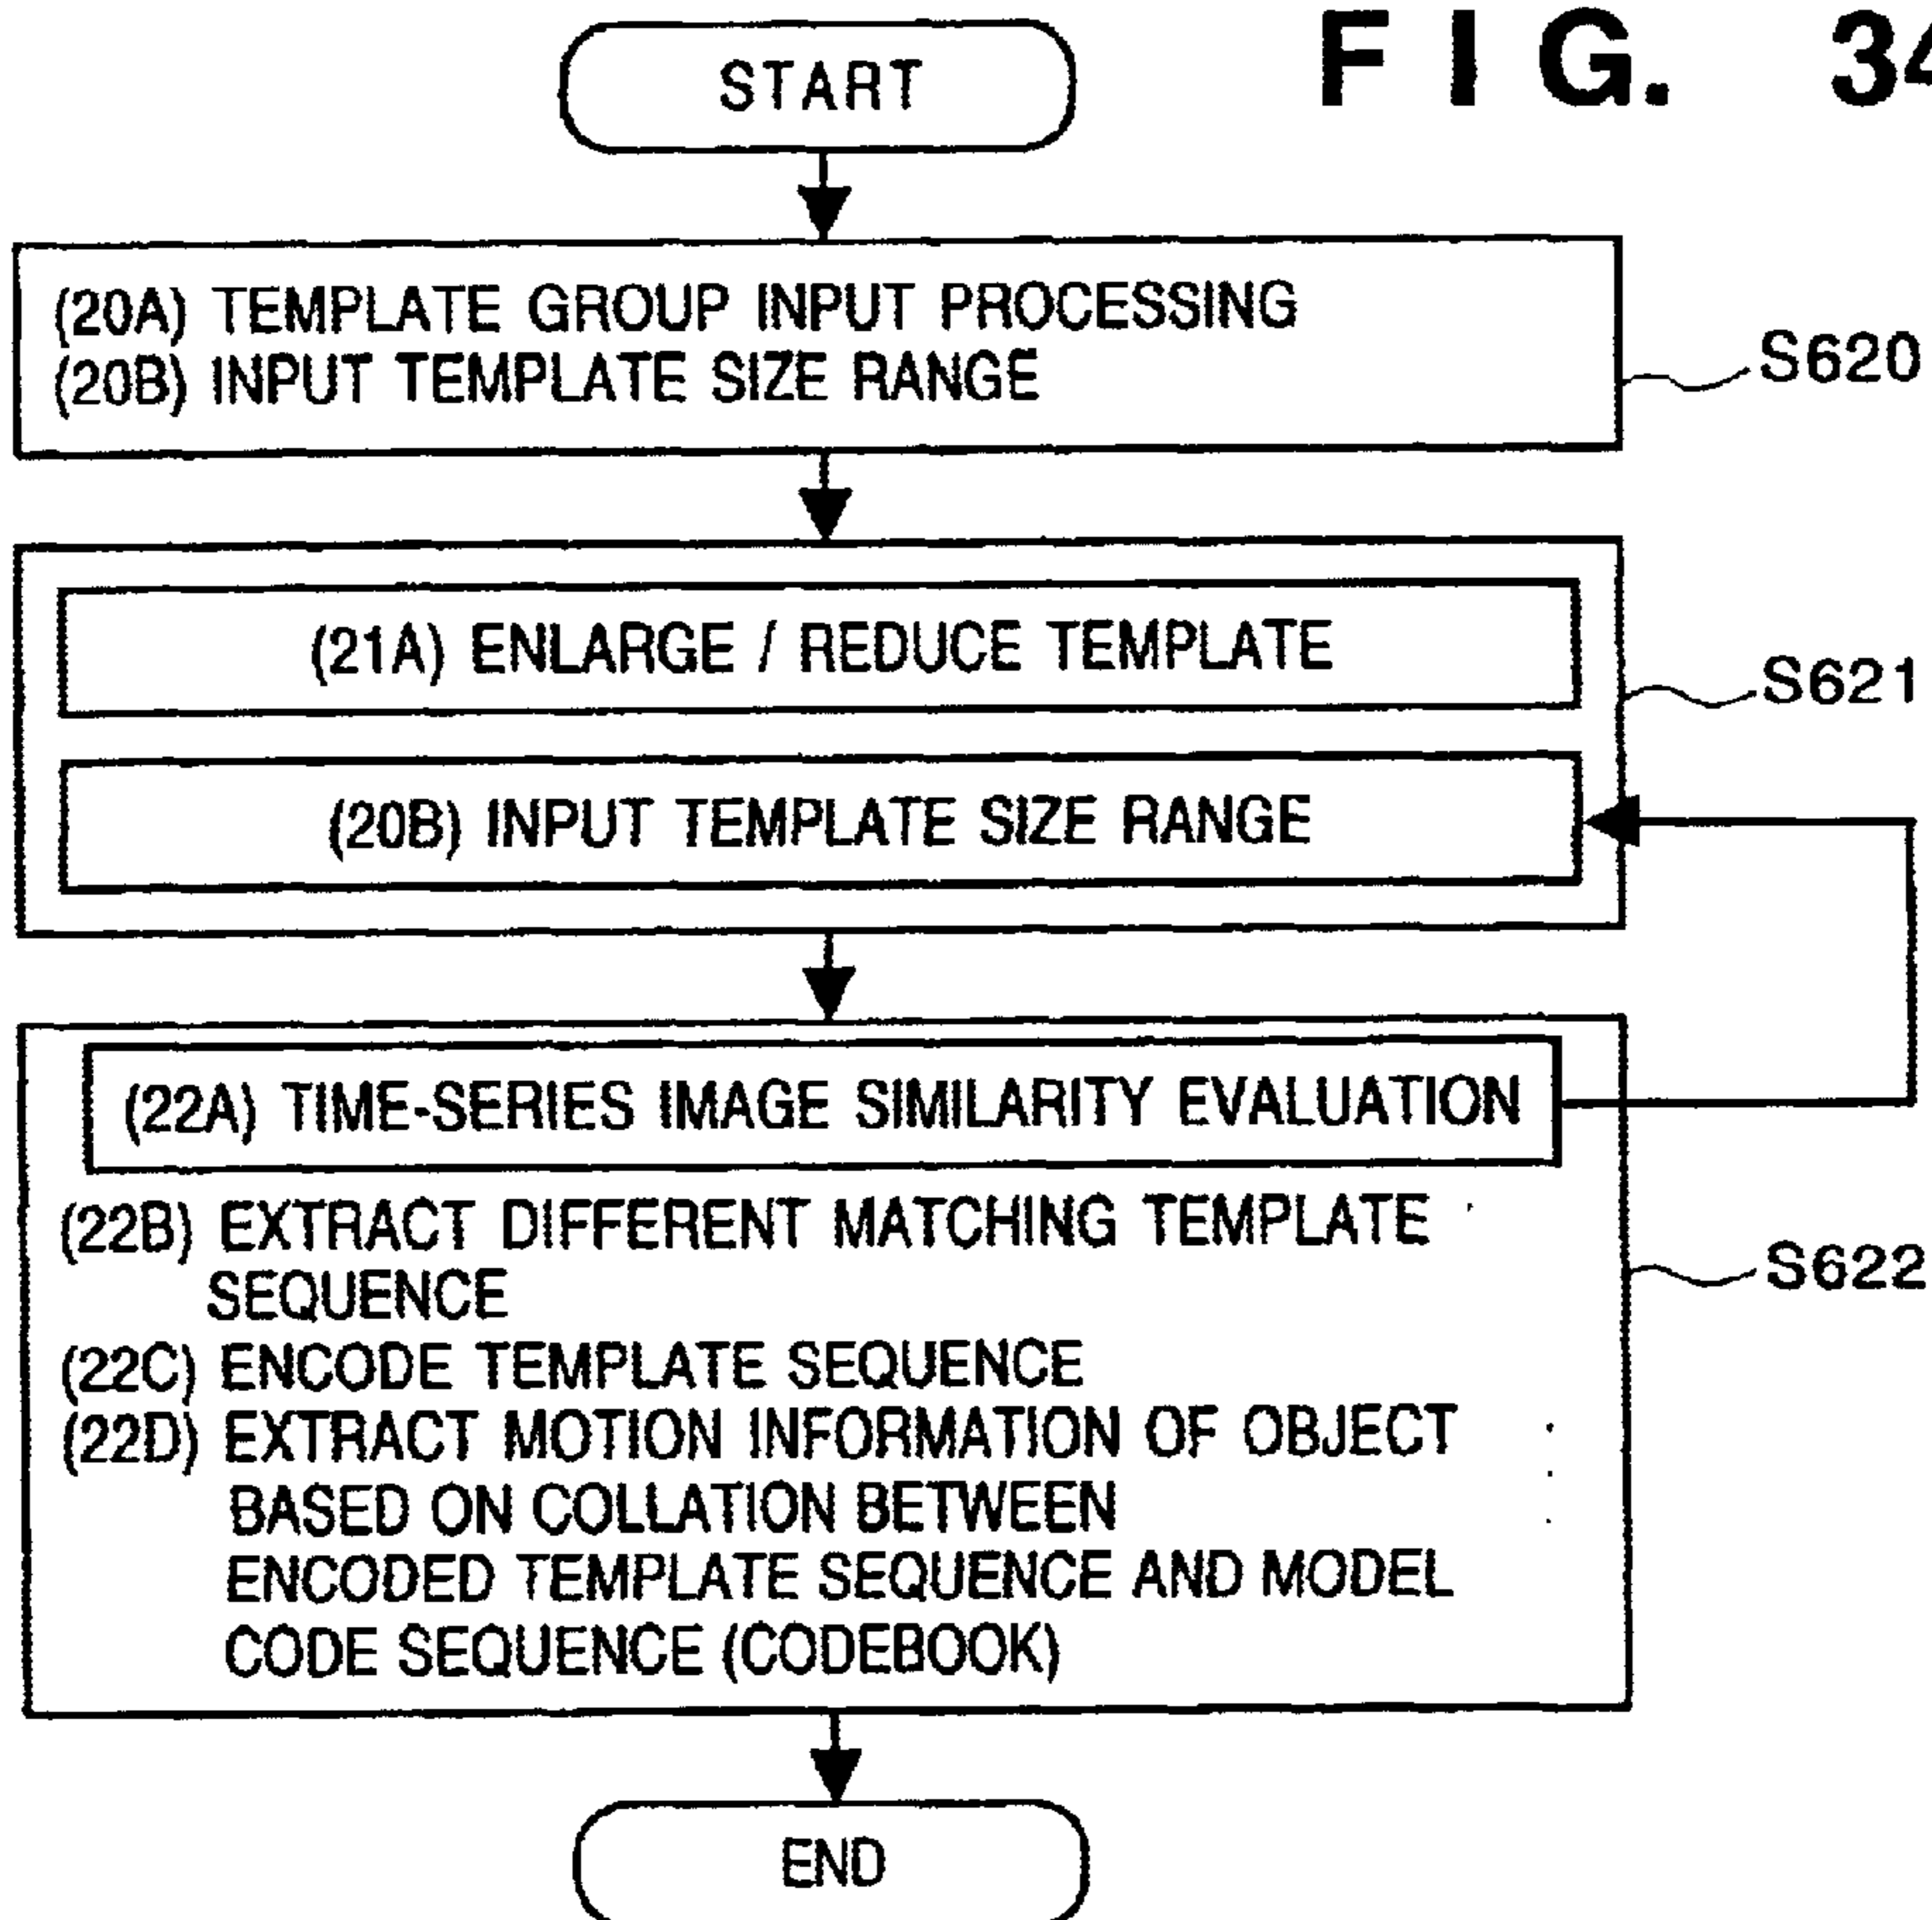 START
FIG. 34
(20A) TEMPLATE GROUP INPUT PROCESSING
(20B) INPUT TEMPLATE SIZE RANGE
S620
(21A) ENLARGE / REDUCE TEMPLATE
S621
(20B) INPUT TEMPLATE SIZE RANGE
(22A) TIME-SERIES IMAGE SIMILARITY EVALUATION
(22B) EXTRACT DIFFERENT MATCHING TEMPLATE
SEQUENCE
S622
(22C) ENCODE TEMPLATE SEQUENCE
(22D) EXTRACT MOTION INFORMATION OF OBJECT
BASED ON COLLATION BETWEEN
ENCODED TEMPLATE SEQUENCE AND MODEL
CODE SEQUENCE (CODEBOOK)
END